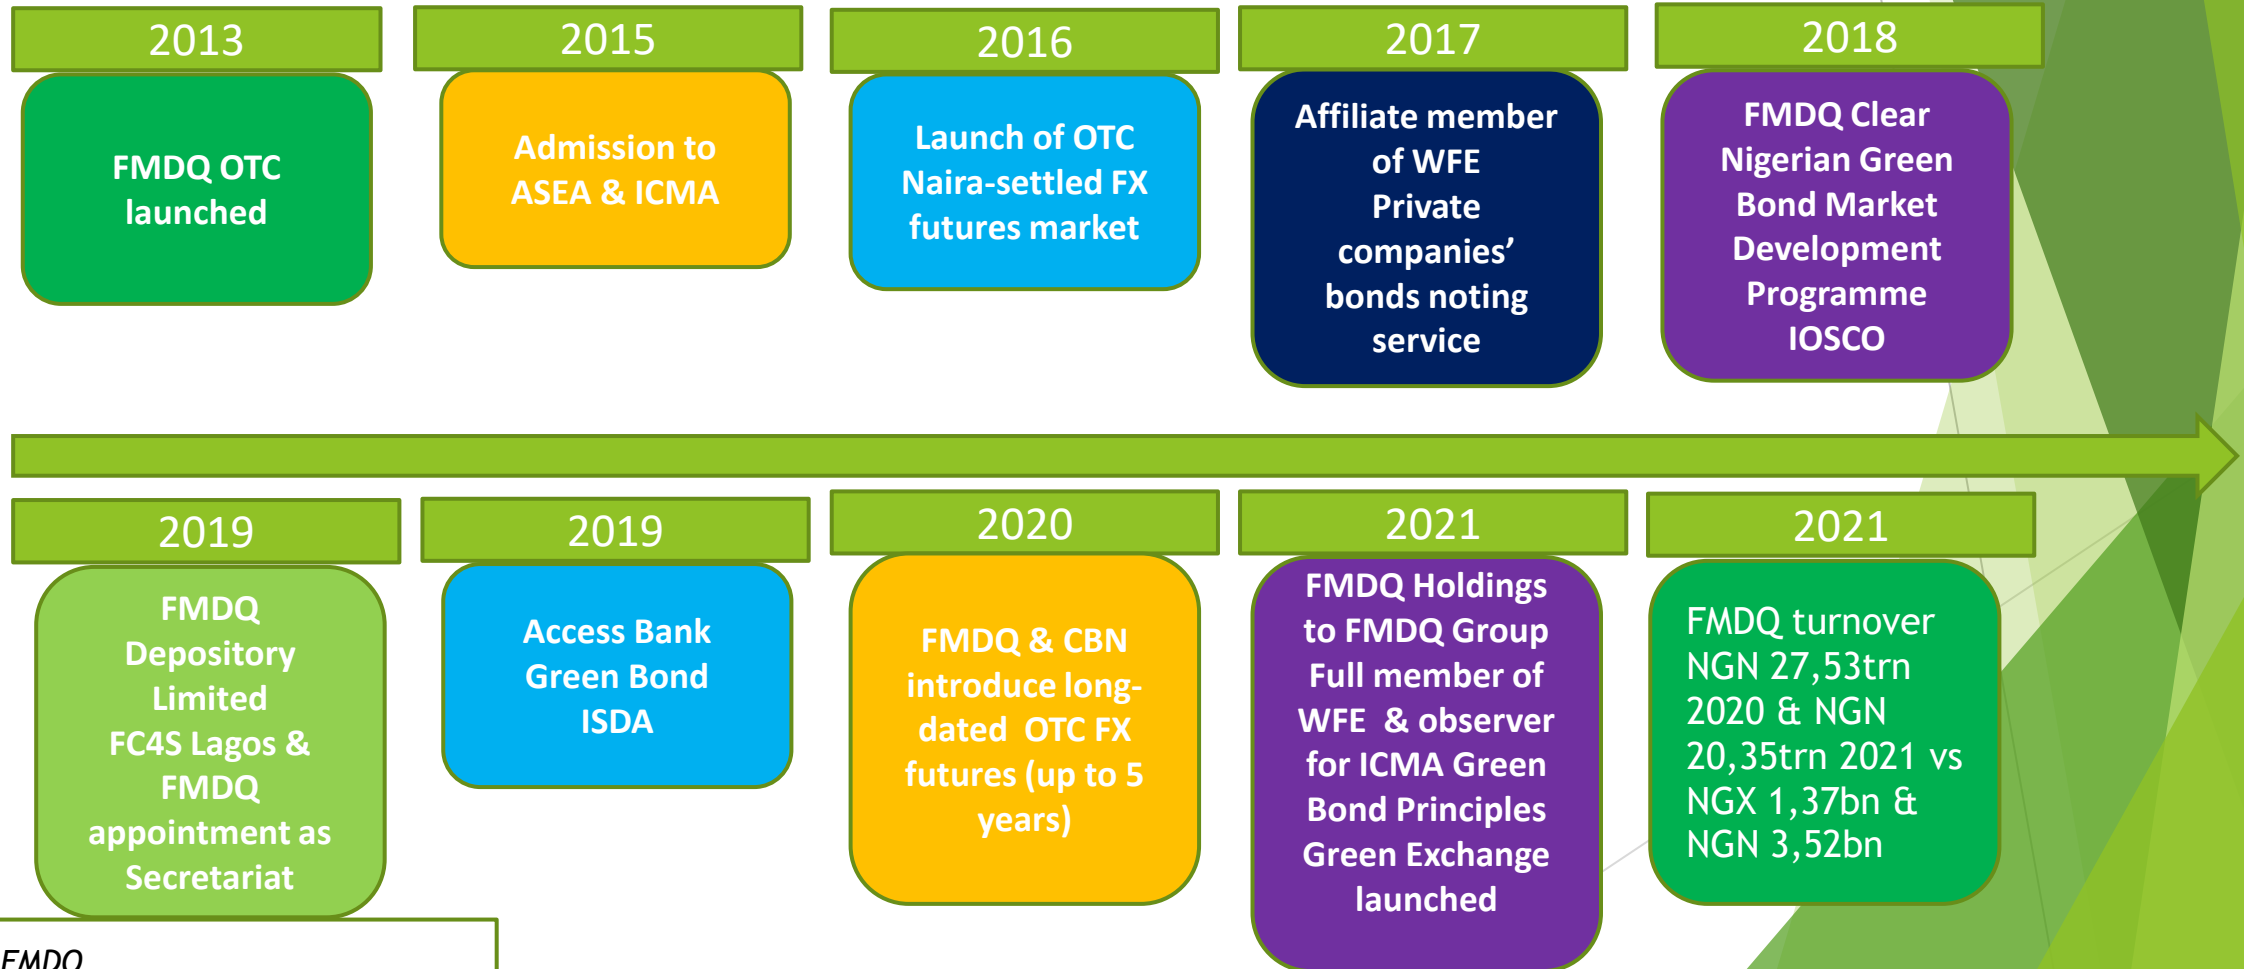 2013
2015
2016
2017
2018
FMDQ OTC
launched
Admission to
ASEA & ICMA
Launch of OTC
Naira-settled FX
futures market
Affiliate member
of WFE
Private
companies’
bonds noting
service
FMDQ Clear
Nigerian Green
Bond Market
Development
Programme
IOSCO
2019
2019
2020
2021
2021
FMDQ
Depository
Limited
FC4S Lagos &
FMDQ
appointment as
Secretariat
Access Bank
Green Bond
ISDA
FMDQ & CBN
introduce long-
dated OTC FX
futures (up to 5
years)
FMDQ Holdings
to FMDQ Group
Full member of
WFE & observer
for ICMA Green
Bond Principles
Green Exchange
launched
FMDQ turnover
NGN 27,53trn
2020 & NGN
20,35trn 2021 vs
NGX 1,37bn &
NGN 3,52bn
FMDQ